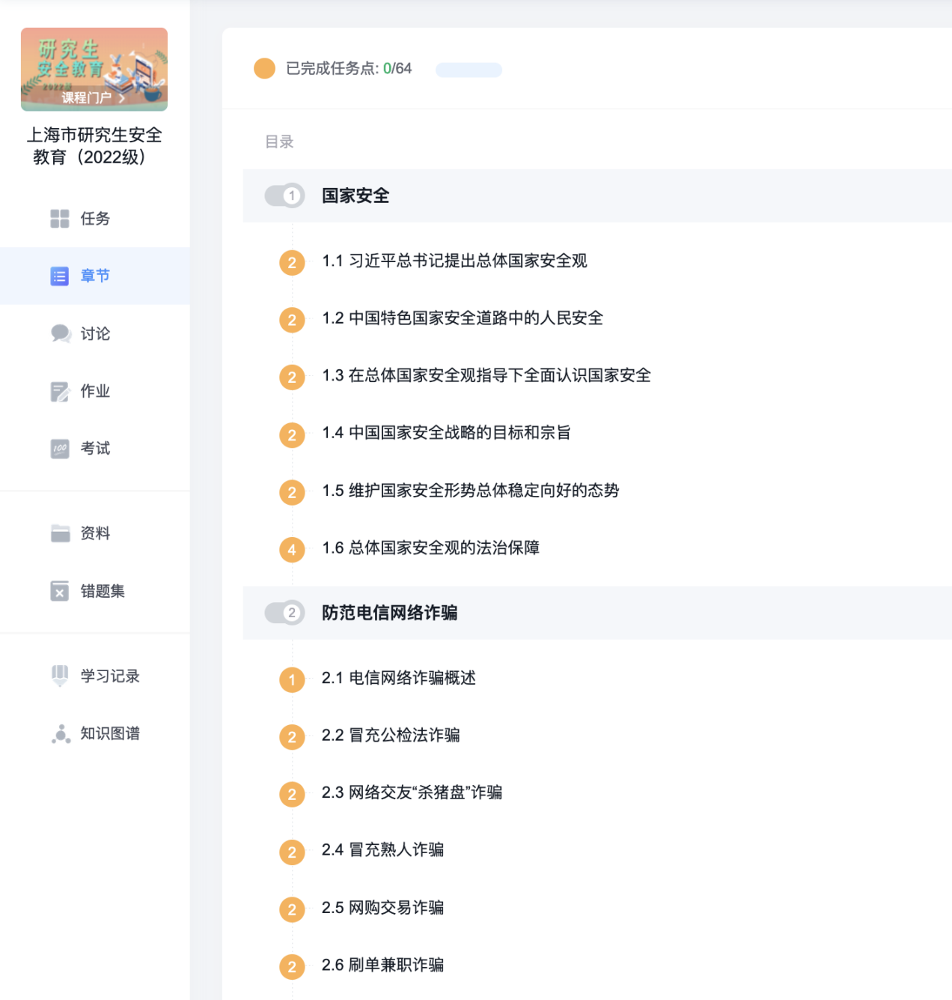 研究生
安全教育
2022级
课程门户
上海市研究生安全
教育（2022级）
任务
章节
讨论
作业
100
考试
资料
错题集
学习记录
知识图谱
已完成任务点: 0/64
目录
1 国家安全
2 1.1 习近平总书记提出总体国家安全观
2 1.2 中国特色国家安全道路中的人民安全
2 1.3 在总体国家安全观指导下全面认识国家安全
2 1.4 中国国家安全战略的目标和宗旨
2 1.5 维护国家安全形势总体稳定向好的态势
4 1.6 总体国家安全观的法治保障
2 防范电信网络诈骗
1 2.1 电信网络诈骗概述
2 2.2 冒充公检法诈骗
2 2.3 网络交友“杀猪盘”诈骗
2 2.4 冒充熟人诈骗
2 2.5 网购交易诈骗
2 2.6 刷单兼职诈骗